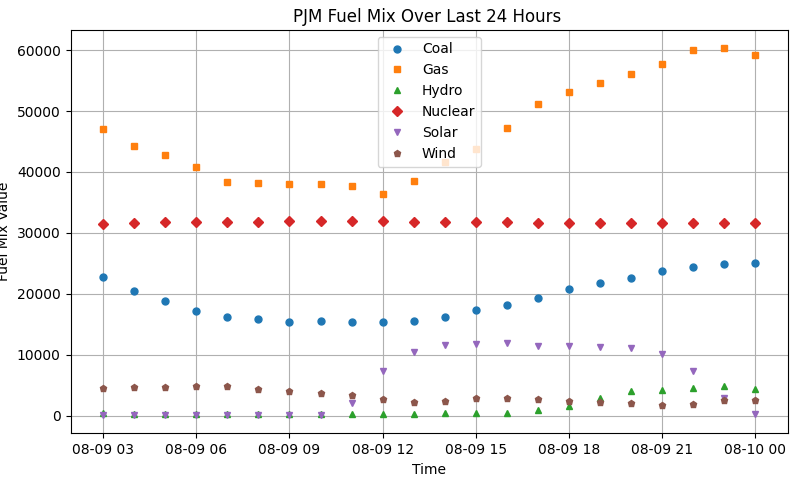 PJM Fuel Mix Over Last 24 Hours
Coal
Gas
Hydro
Nuclear
Solar
Wind
60000
50000
40000
30000
20000
10000
0
Fuel Mix Value
08-09 03 08-09 06 08-09 09 08-09 12 08-09 15 08-09 18 08-09 21 08-10 00
Time